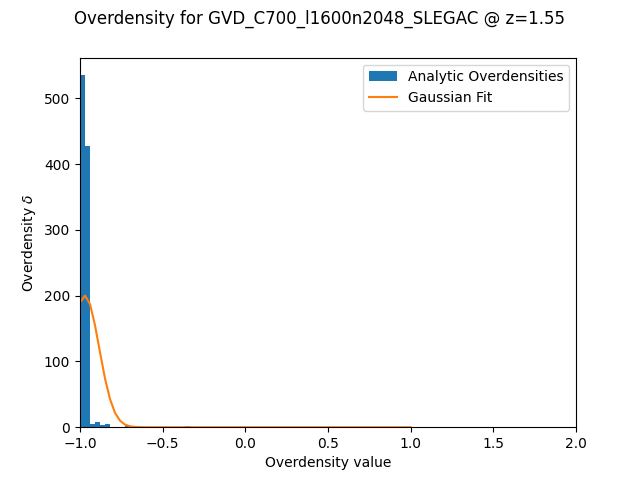 Overdensity for GVD_C700_l1600n2048_SLEGAC @ z=1.55
Analytic Overdensities
Gaussian Fit
Overdensity δ
500
400
300
200
100
0
−1.0 −0.5 0.0 0.5 1.0 1.5 2.0
Overdensity value